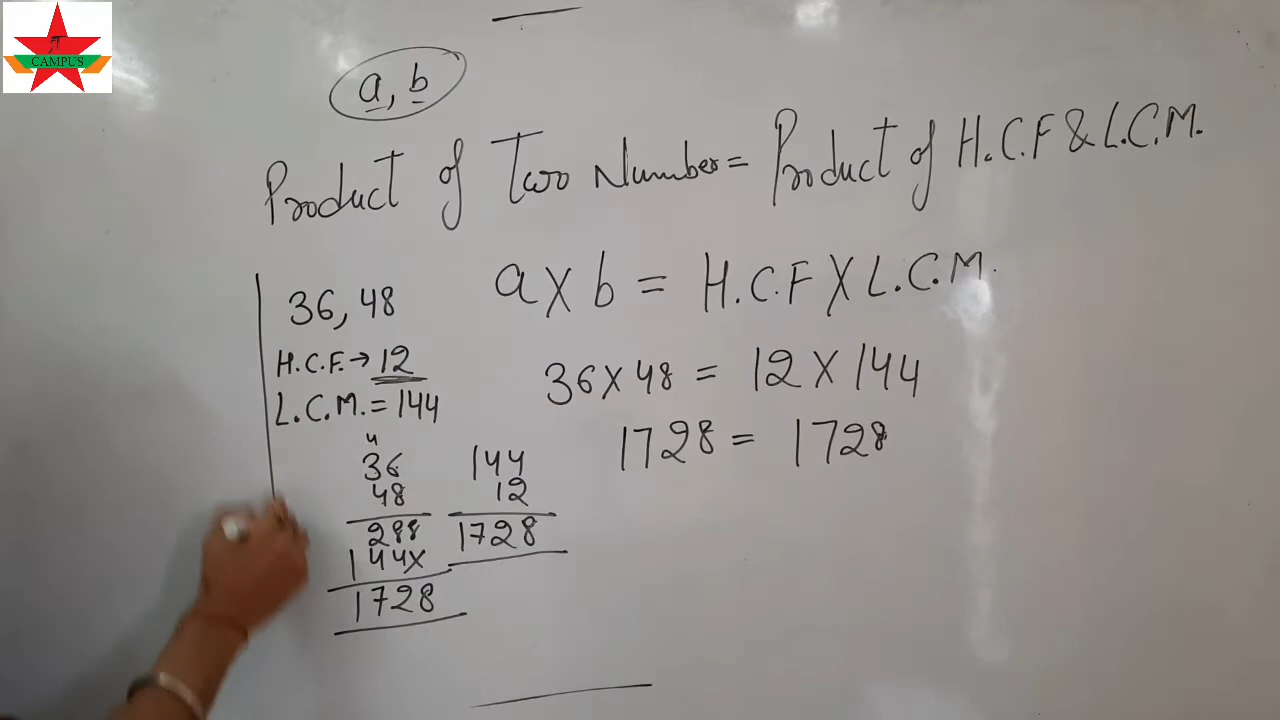 CAMPUS
a, b
Product of Two Number = Product of H.C.F & L.C.M.
a X b = H.C.F X L.C.M.
36, 48
H.C.F. → 12
L.C.M. = 144
36 X 48 = 12 X 144
1728 = 1728
4
36
48
288
144X
1728
144
12
1728